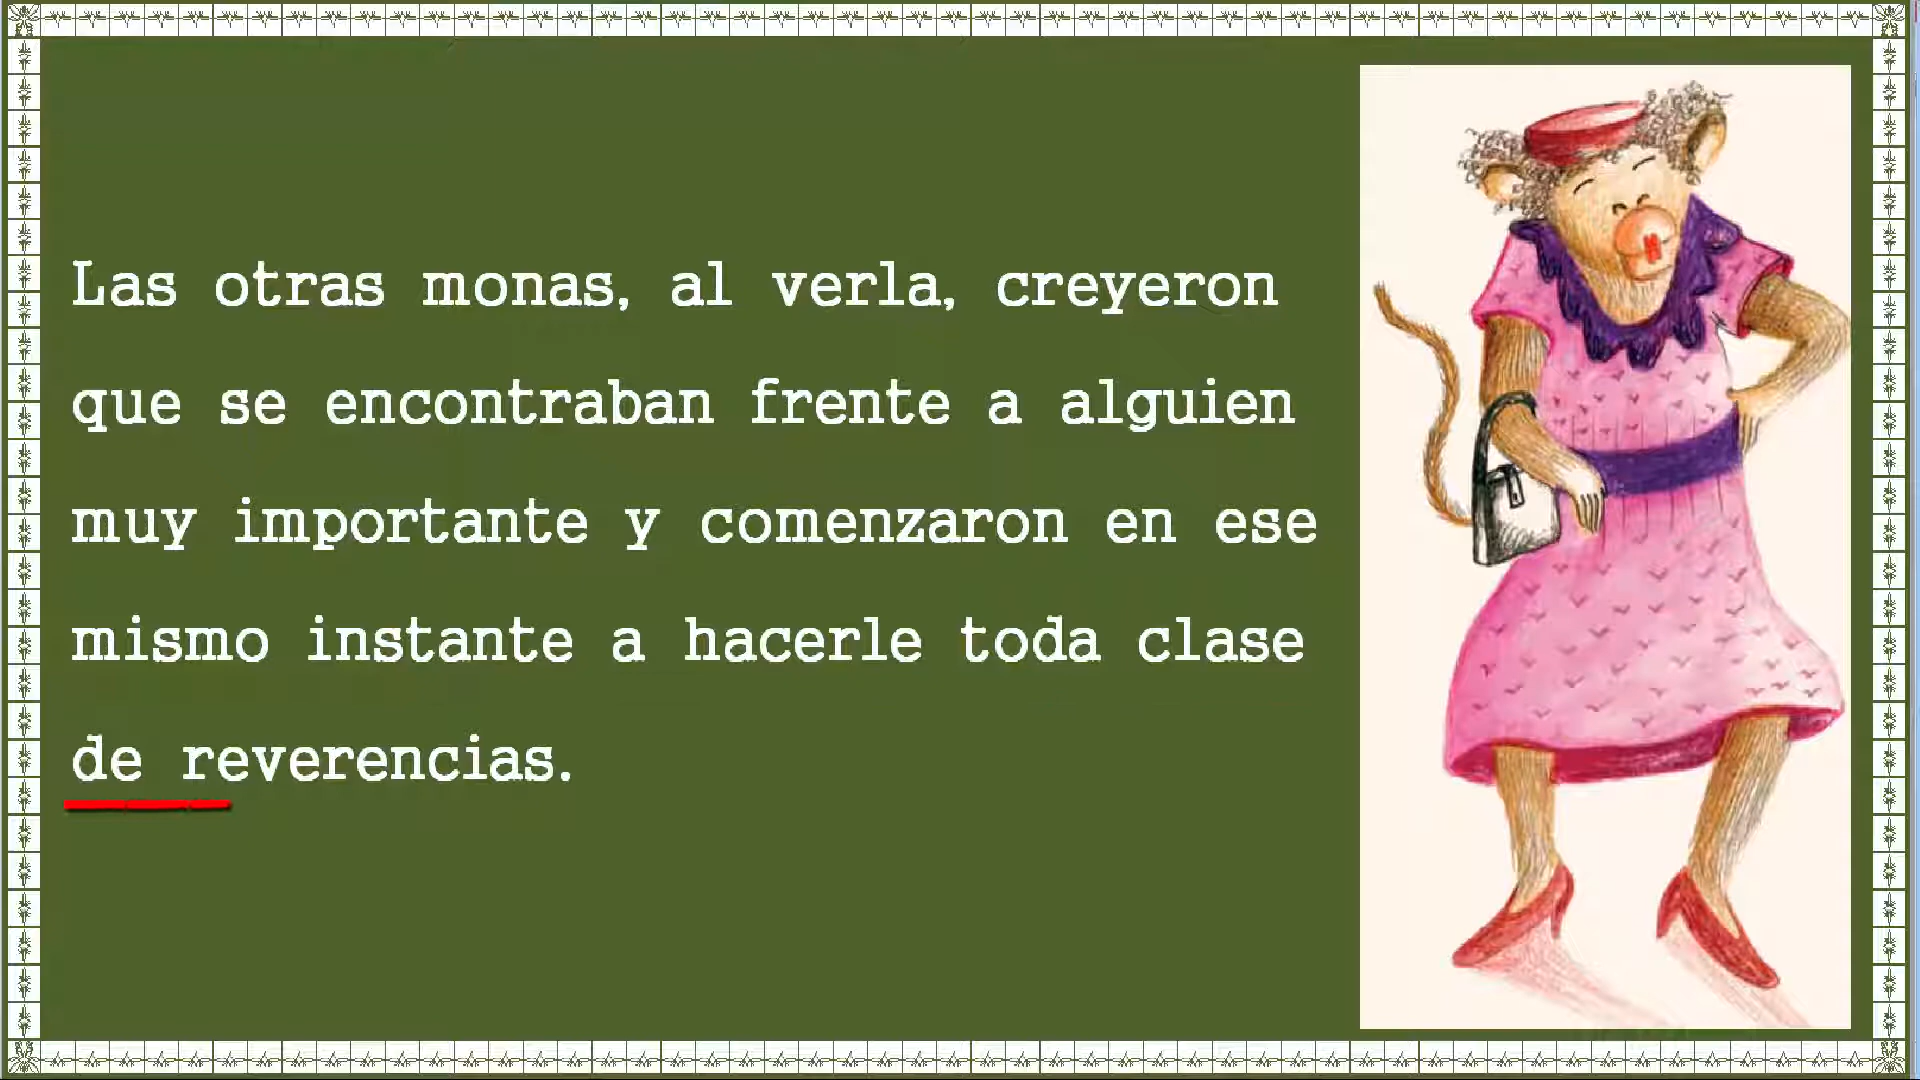 Las otras monas, al verla, creyeron
que se encontraban frente a alguien
muy importante y comenzaron en ese
mismo instante a hacerle toda clase
de reverencias.